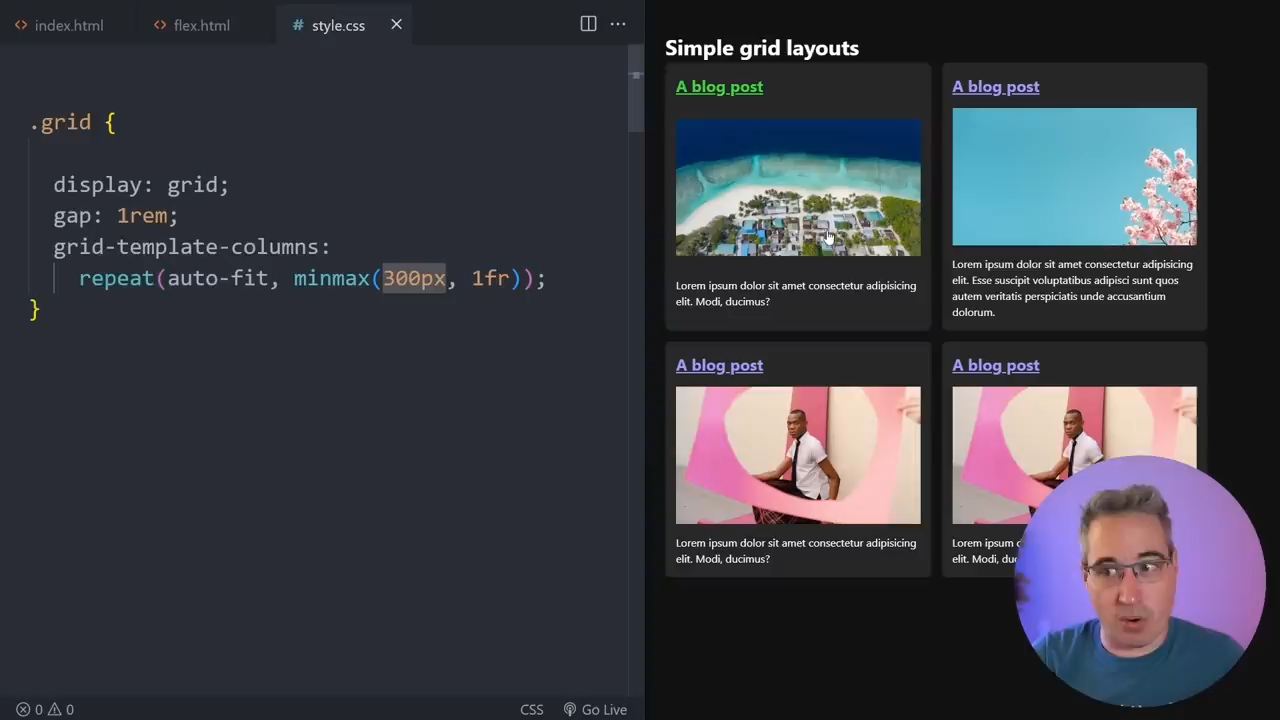 index.html
flex.html
# style.css
.grid {
display: grid;
gap: 1rem;
grid-template-columns:
repeat(auto-fit, minmax(300px, 1fr));
}
0 0
CSS
Go Live
Simple grid layouts
A blog post
Lorem ipsum dolor sit amet consectetur adipisicing
elit. Modi, ducimus?
A blog post
Lorem ipsum dolor sit amet consectetur adipisicing
elit. Esse suscipit voluptatibus adipisci sunt quos
autem veritatis perspiciatis unde accusantium
dolorum.
A blog post
Lorem ipsum dolor sit amet consectetur adipisicing
elit. Modi, ducimus?
A blog post
Lorem ipsum dolor
elit. Modi, ducimus?